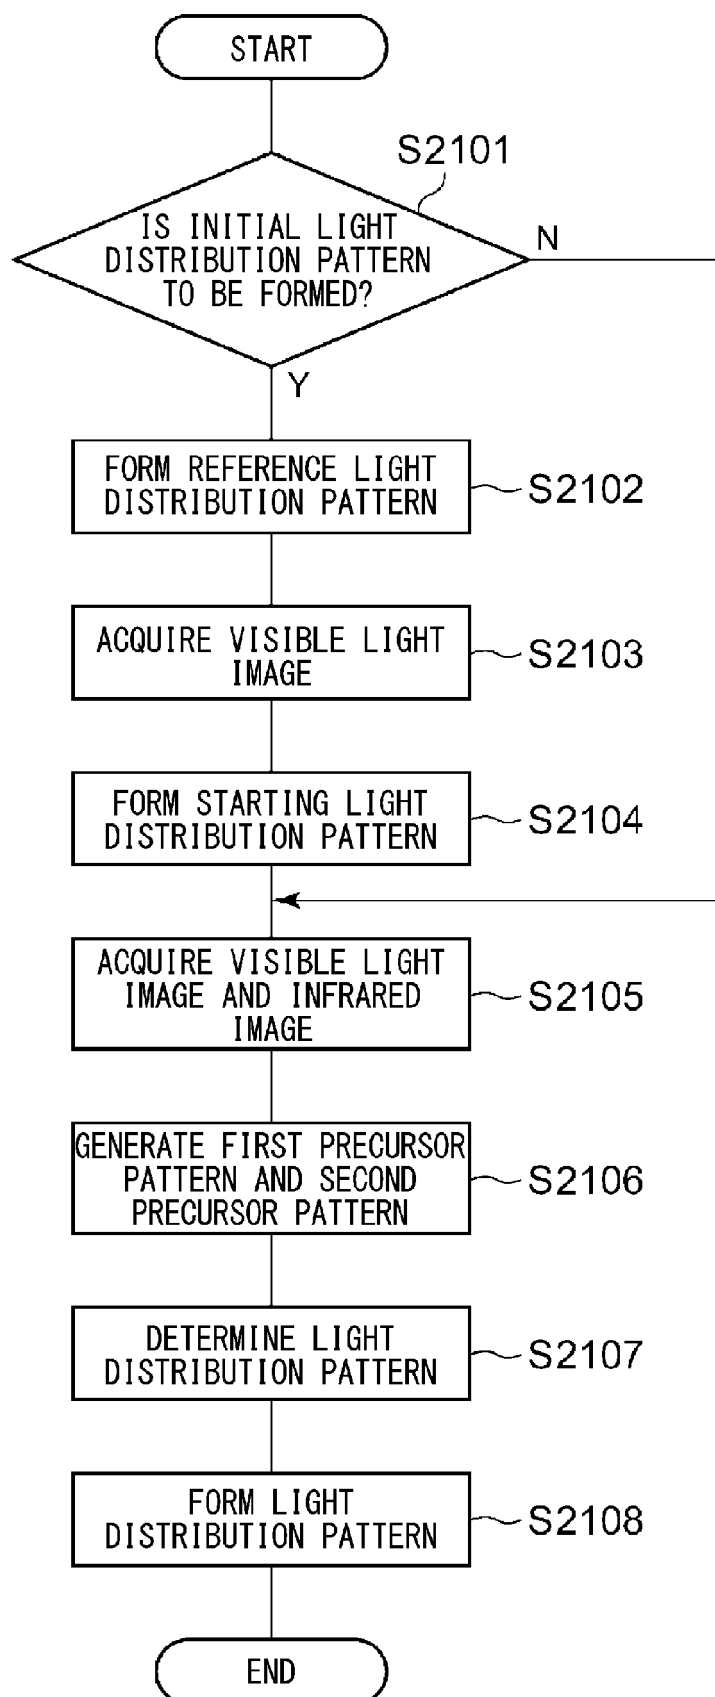 START
S2101
IS INITIAL LIGHT
DISTRIBUTION PATTERN
TO BE FORMED?
N
Y
FORM REFERENCE LIGHT
DISTRIBUTION PATTERN
S2102
ACQUIRE VISIBLE LIGHT
IMAGE
S2103
FORM STARTING LIGHT
DISTRIBUTION PATTERN
S2104
ACQUIRE VISIBLE LIGHT
IMAGE AND INFRARED
IMAGE
S2105
GENERATE FIRST PRECURSOR
PATTERN AND SECOND
PRECURSOR PATTERN
S2106
DETERMINE LIGHT
DISTRIBUTION PATTERN
S2107
FORM LIGHT
DISTRIBUTION PATTERN
S2108
END